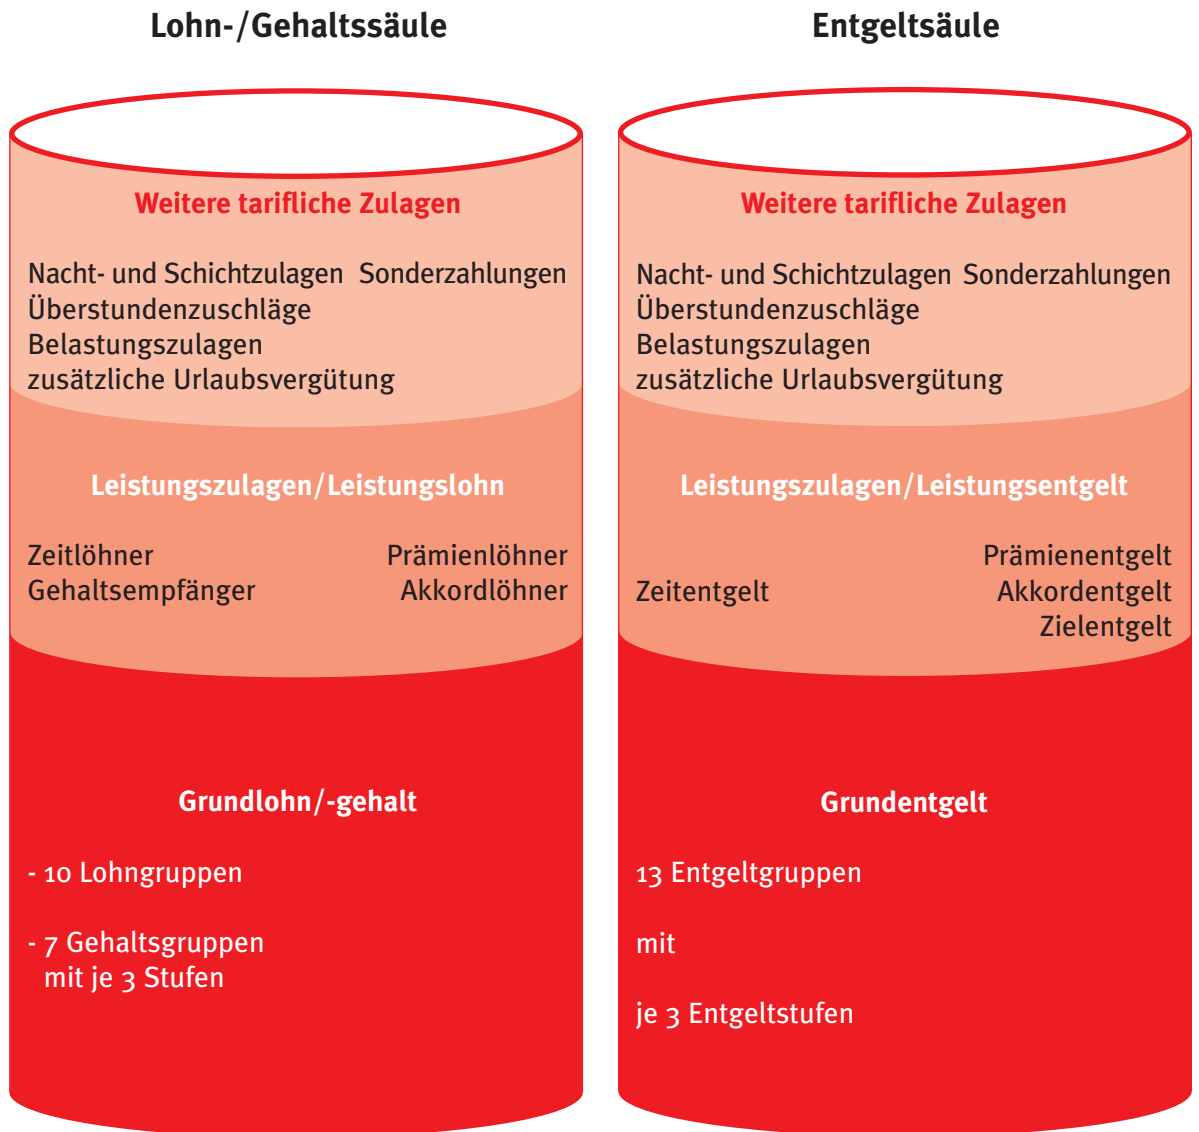 Lohn-/Gehaltssäule
Weitere tarifliche Zulagen
Nacht- und Schichtzulagen Sonderzahlungen
Überstundenzuschläge
Belastungszulagen
zusätzliche Urlaubsvergütung
Leistungszulagen/Leistungslohn
Zeitlöhner Prämienlöhner
Gehaltsempfänger Akkordlöhner
Grundlohn/-gehalt
- 10 Lohngruppen
- 7 Gehaltsgruppen
mit je 3 Stufen
Entgeltsäule
Weitere tarifliche Zulagen
Nacht- und Schichtzulagen Sonderzahlungen
Überstundenzuschläge
Belastungszulagen
zusätzliche Urlaubsvergütung
Leistungszulagen/Leistungsentgelt
Prämienentgelt
Zeitentgelt Akkordentgelt
Zielentgelt
Grundentgelt
13 Entgeltgruppen
mit
je 3 Entgeltstufen